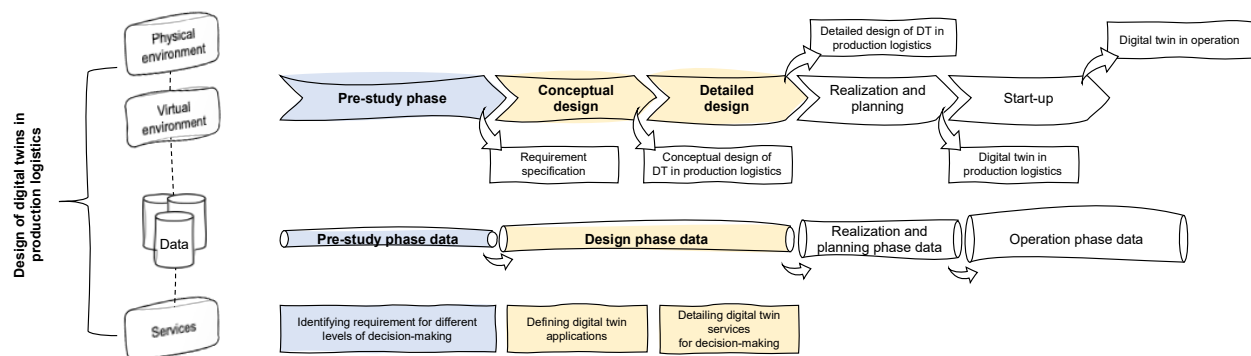 Design of digital twins in
production logistics
Physical
environment
Virtual
environment
Data
Services
Pre-study phase
Conceptual
design
Detailed
design
Realization and
planning
Start-up
Detailed design of DT in
production logistics
Digital twin in operation
Requirement
specification
Conceptual design of
DT in production logistics
Digital twin in
production logistics
Pre-study phase data
Design phase data
Realization and
planning phase data
Operation phase data
Identifying requirement for different
levels of decision-making
Defining digital twin
applications
Detailing digital twin
services
for decision-making